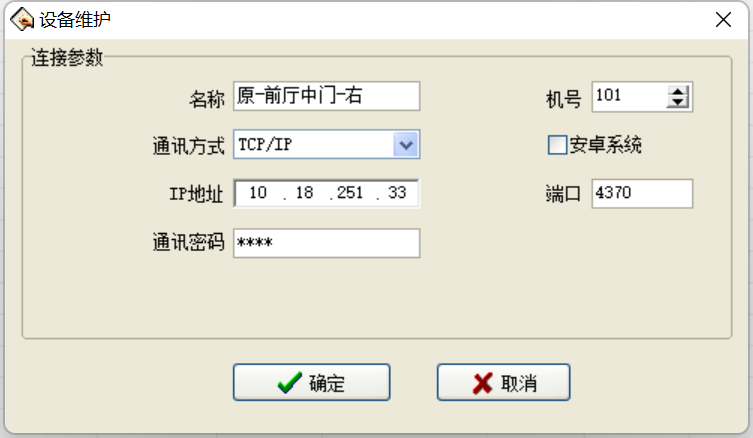 设备维护
连接参数
名称 原-前厅中门-右 机号 101
通讯方式 TCP/IP 安卓系统
IP地址 10 . 18 . 251 . 33 端口 4370
通讯密码 ****
确定 取消